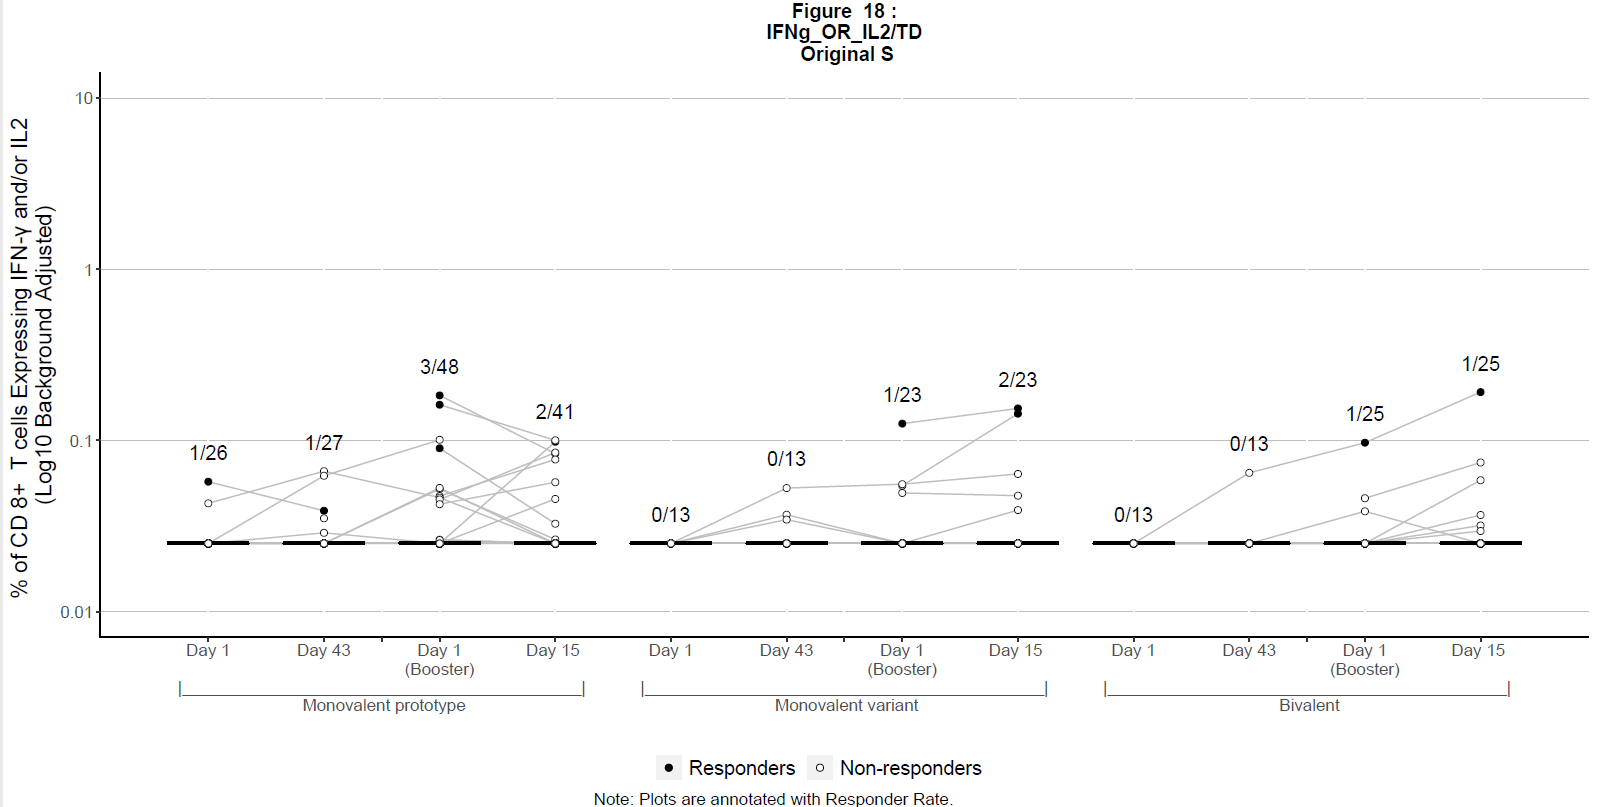 Figure 18 :
IFNg_OR_IL2/TD
Original S
% of CD 8+ T cells Expressing IFN-γ and/or IL2
(Log10 Background Adjusted)
10
1
0.1
0.01
1/26
1/27
3/48
2/41
0/13
0/13
1/23
2/23
0/13
0/13
1/25
1/25
Day 1
Day 43
Day 1
(Booster)
Day 15
Day 1
Day 43
Day 1
(Booster)
Day 15
Day 1
Day 43
Day 1
(Booster)
Day 15
Monovalent prototype
Monovalent variant
Bivalent
Responders
Non-responders
Note: Plots are annotated with Responder Rate.